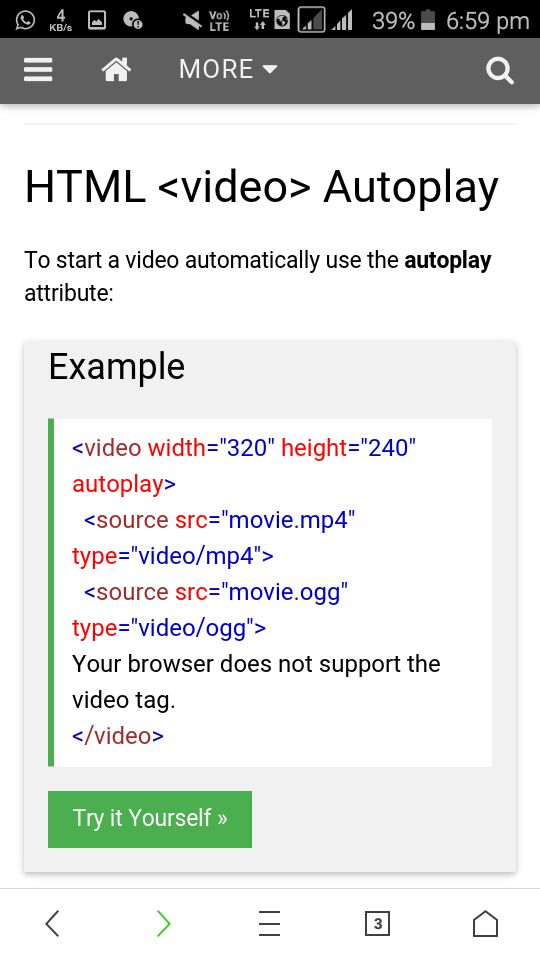 4 KB/s Vo) LTE LTE 39% 6:59 pm
MORE
HTML <video> Autoplay
To start a video automatically use the autoplay
attribute:
Example
<video width="320" height="240"
autoplay>
<source src="movie.mp4"
type="video/mp4">
<source src="movie.ogg"
type="video/ogg">
Your browser does not support the
video tag.
</video>
Try it Yourself »
3